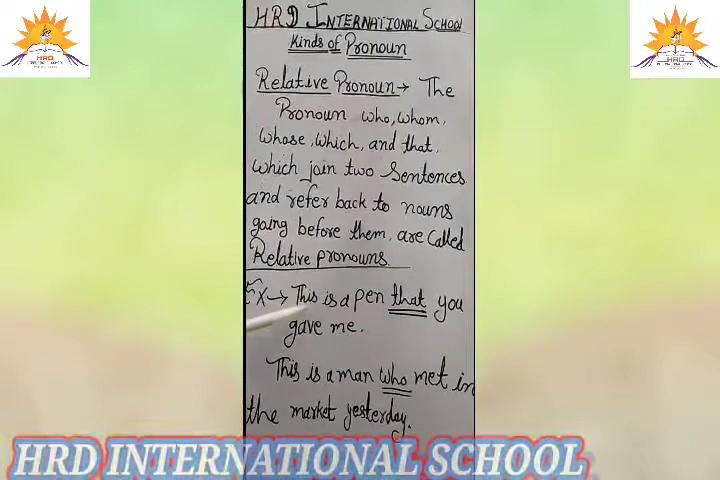 HRD INTERNATIONAL SCHOOL
Kinds of Pronoun
Relative Pronoun → The
Pronoun who, whom,
whose, which, and that,
which join two Sentences
and refer back to nouns
going before them, are called
Relative pronouns.
EX → This is a pen that you
gave me.
This is a man who met in
the market yesterday.
HRD INTERNATIONAL SCHOOL
HRD
HRD